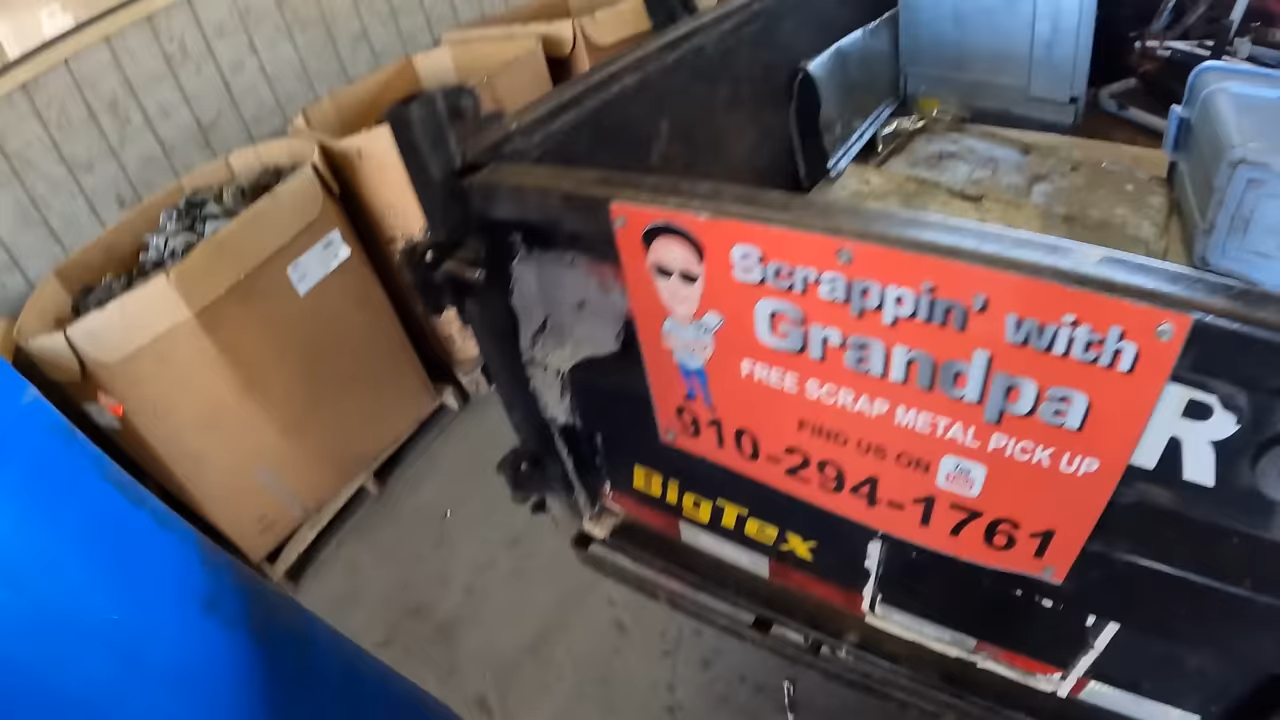 Scrappin' with
Grandpa
FREE SCRAP METAL PICK UP
FIND US ON
910-294-1761
BigTex
R